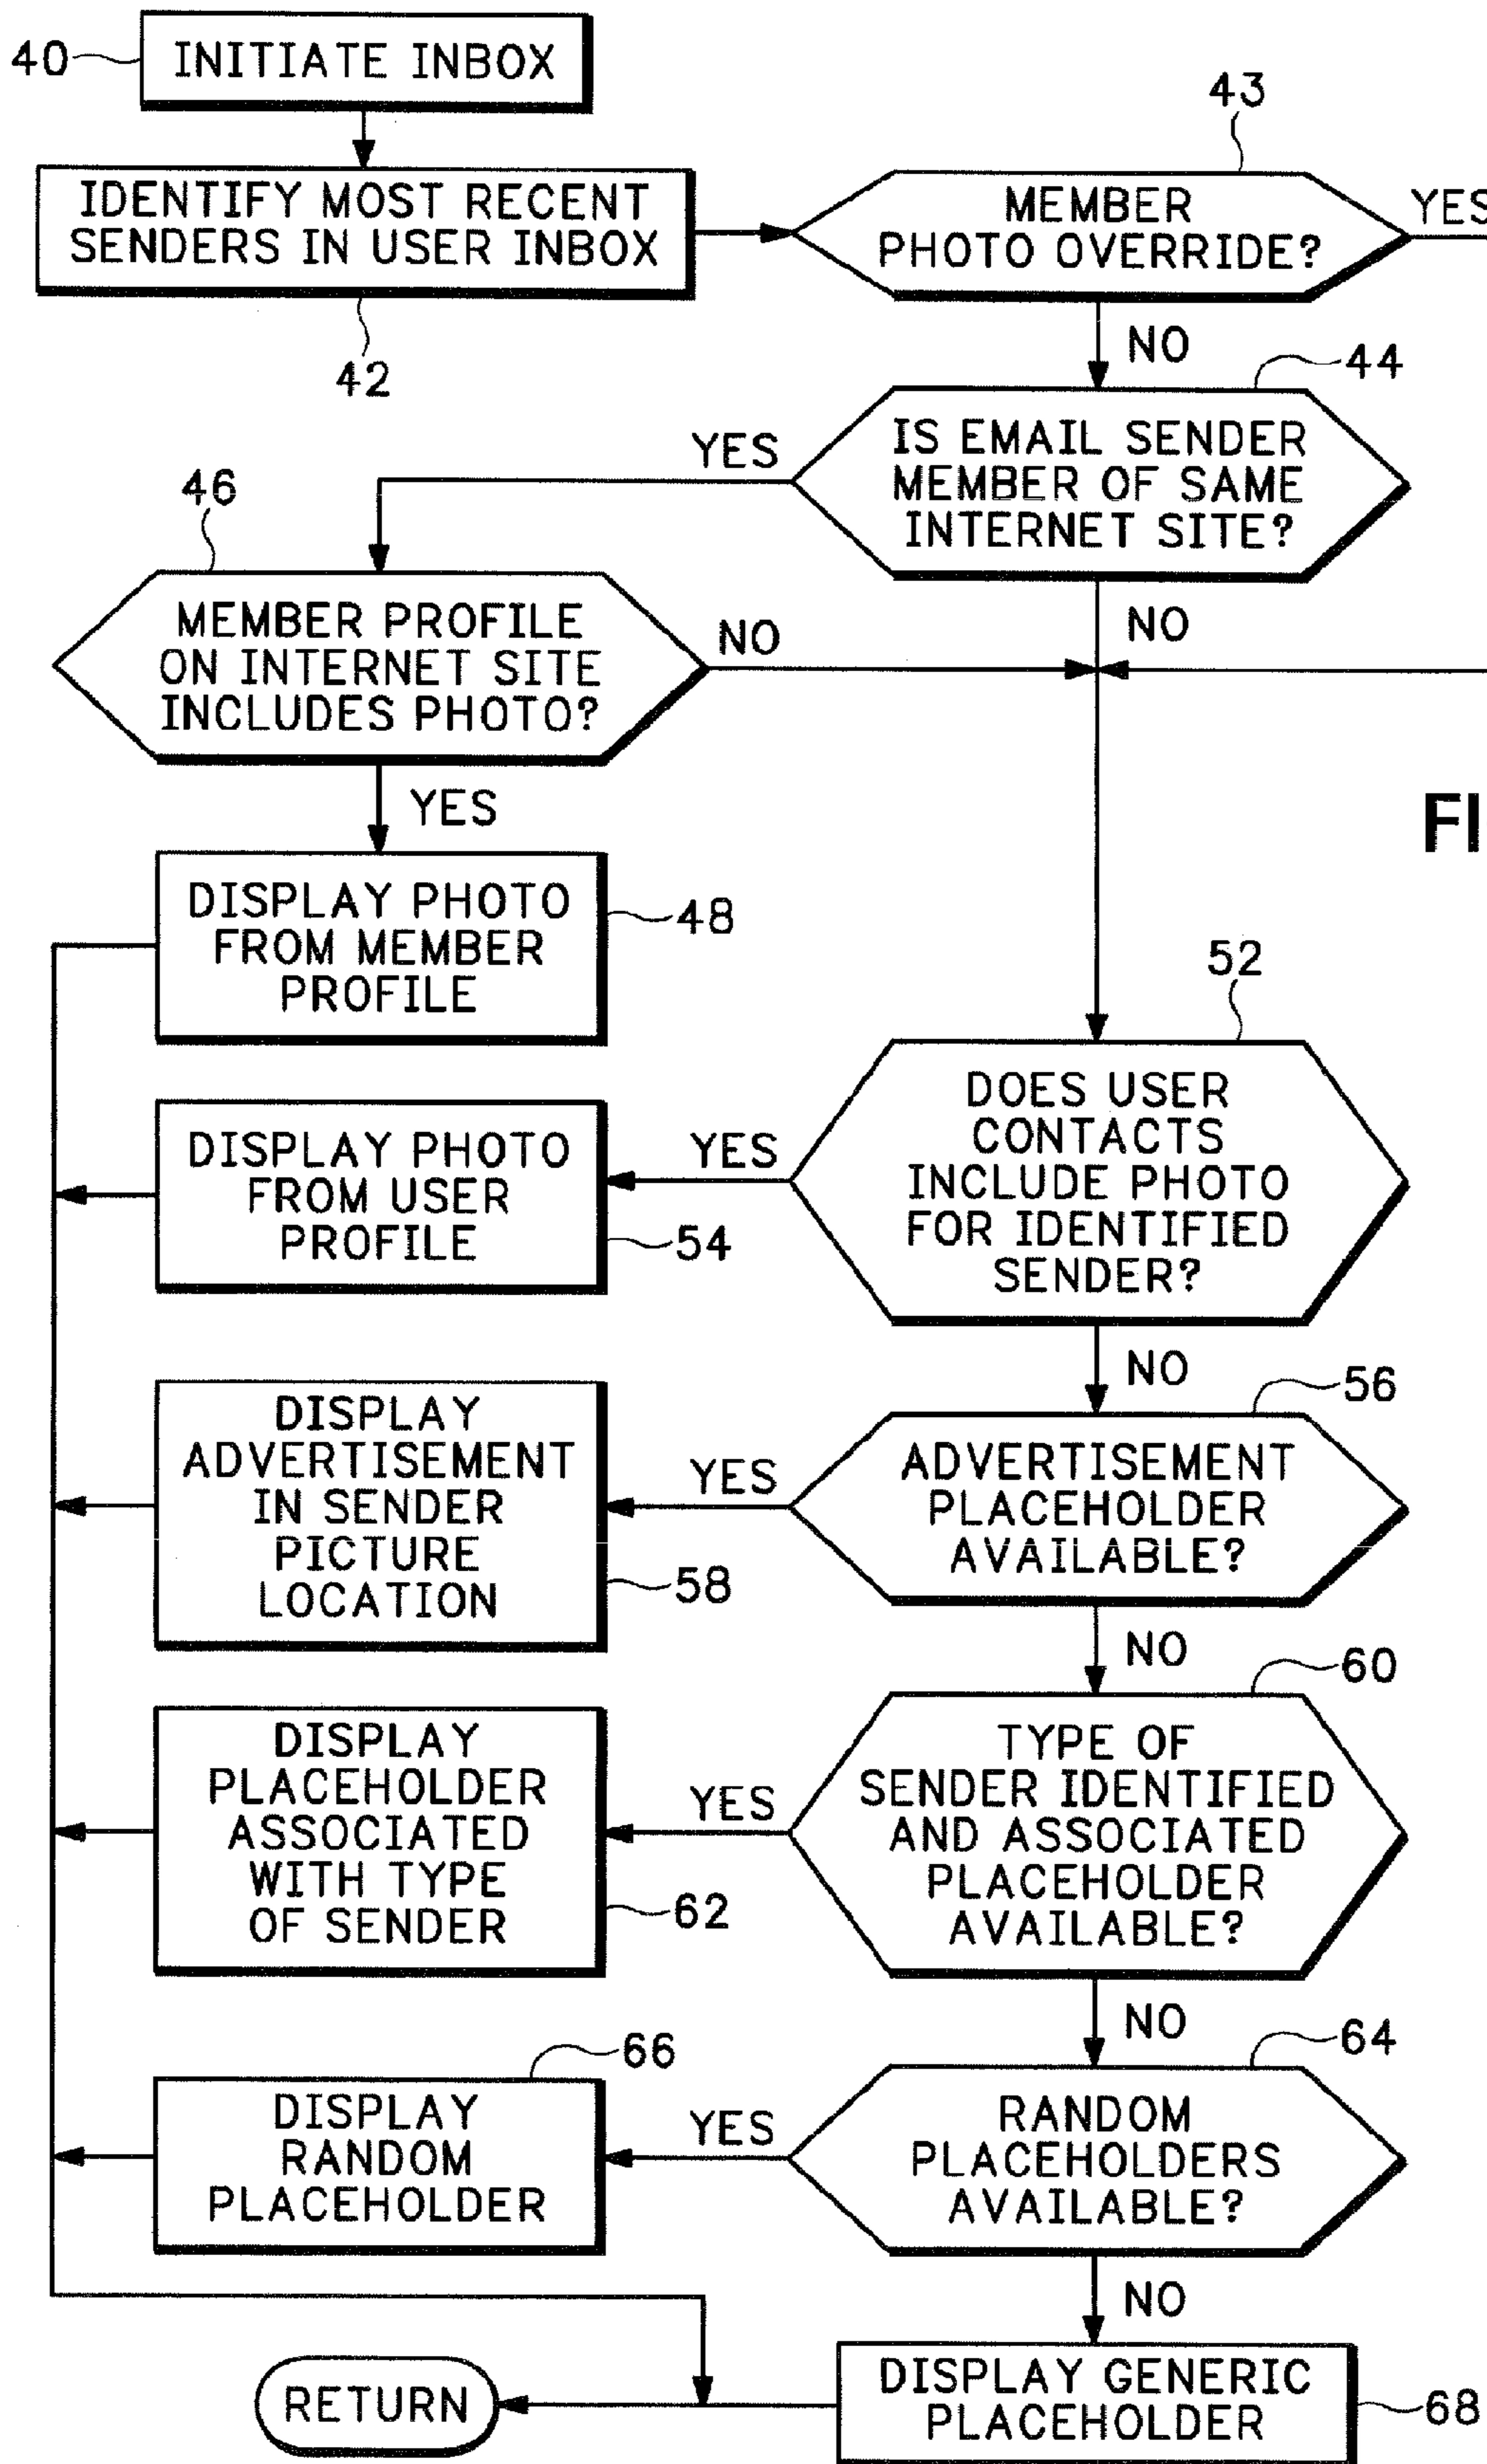 40
INITIATE INBOX
43
IDENTIFY MOST RECENT
SENDERS IN USER INBOX
42
MEMBER
PHOTO OVERRIDE?
YES
NO
44
IS EMAIL SENDER
MEMBER OF SAME
INTERNET SITE?
YES
NO
46
MEMBER PROFILE
ON INTERNET SITE
INCLUDES PHOTO?
NO
YES
FI
DISPLAY PHOTO
FROM MEMBER
PROFILE
48
52
DOES USER
CONTACTS
INCLUDE PHOTO
FOR IDENTIFIED
SENDER?
YES
DISPLAY PHOTO
FROM USER
PROFILE
54
NO
56
ADVERTISEMENT
PLACEHOLDER
AVAILABLE?
YES
DISPLAY
ADVERTISEMENT
IN SENDER
PICTURE
LOCATION
58
NO
60
TYPE OF
SENDER IDENTIFIED
AND ASSOCIATED
PLACEHOLDER
AVAILABLE?
YES
DISPLAY
PLACEHOLDER
ASSOCIATED
WITH TYPE
OF SENDER
62
NO
64
RANDOM
PLACEHOLDERS
AVAILABLE?
YES
66
DISPLAY
RANDOM
PLACEHOLDER
NO
DISPLAY GENERIC
PLACEHOLDER
68
RETURN